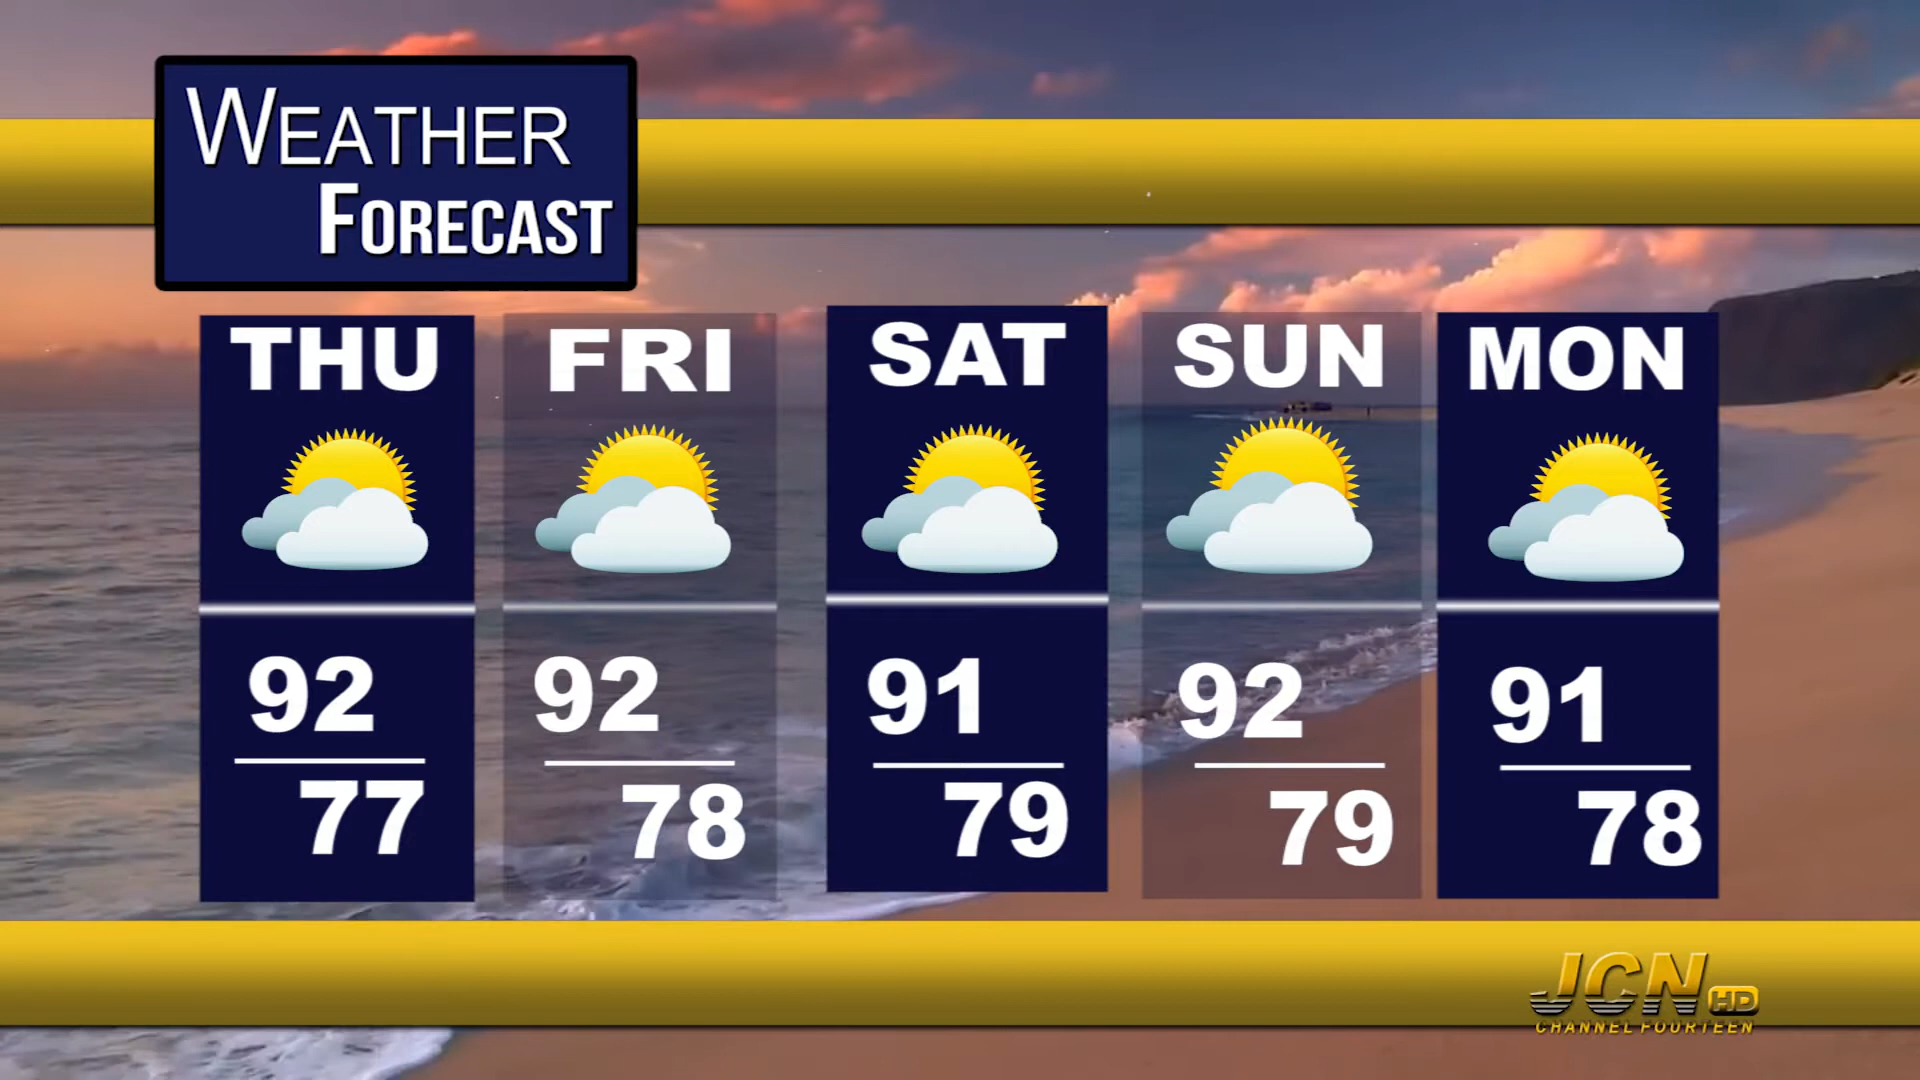 WEATHER
FORECAST
THU FRI SAT SUN MON
92 92 91 92 91
77 78 79 79 78
JCN HD
CHANNEL FOURTEEN